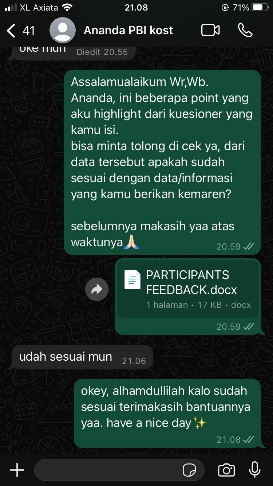 XL Axiata 21.08 71%
41 Ananda PBI kost
oke mun Diedit 20.55
Assalamualaikum Wr,Wb.
Ananda, ini beberapa point yang
aku highlight dari kuesioner yang
kamu isi.
bisa minta tolong di cek ya, dari
data tersebut apakah sudah
sesuai dengan data/informasi
yang kamu berikan kemaren?
sebelumnya makasih yaa atas
waktunya🙏🏻 20.59
PARTICIPANTS
FEEDBACK.docx
1 halaman · 17 KB · docx
20.59
udah sesuai mun 21.06
okey, alhamdullilah kalo sudah
sesuai terimakasih bantuannya
yaa. have a nice day✨
21.08